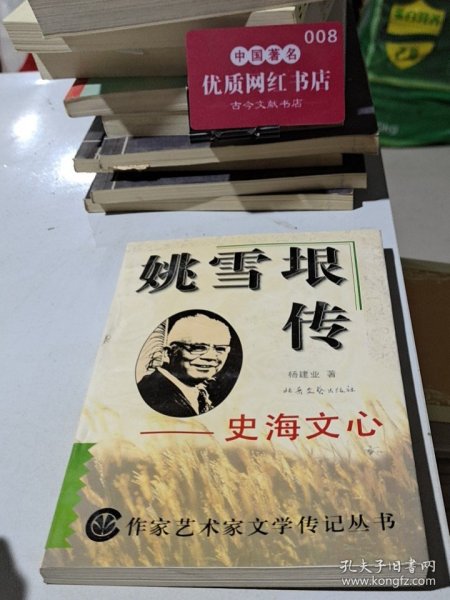 008
中国著名
优质网红书店
古今文献书店
姚雪垠
传
杨建业 著
北岳文艺出版社
——史海文心
作家艺术家文学传记丛书
孔夫子旧书网
www.kongfz.com